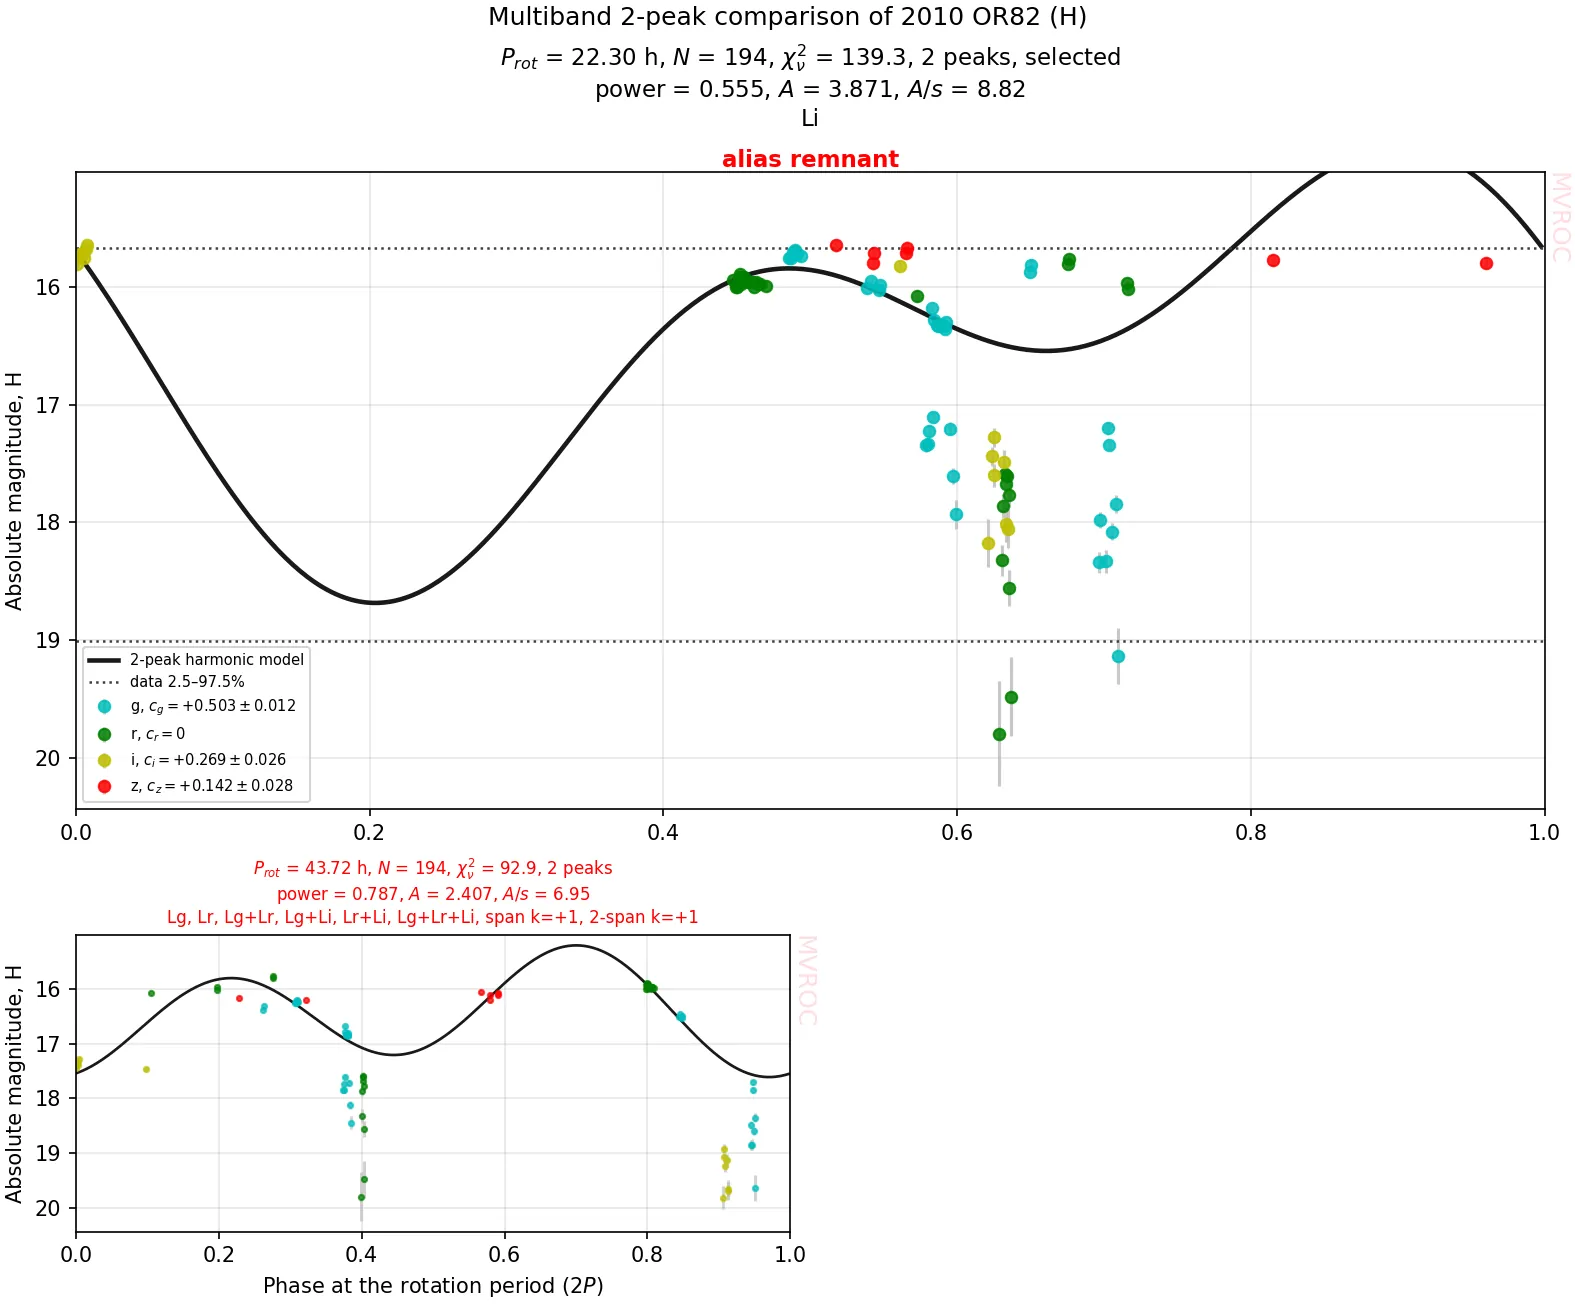 Multiband 2-peak comparison of 2010 OR82 (H)
P_rot = 22.30 h, N = 194, χ²_ν = 139.3, 2 peaks, selected
power = 0.555, A = 3.871, A/s = 8.82
Li
alias remnant
MVROC
Absolute magnitude, H
16
17
18
19
20
2-peak harmonic model
data 2.5–97.5%
g, c_g = +0.503 ± 0.012
r, c_r = 0
i, c_i = +0.269 ± 0.026
z, c_z = +0.142 ± 0.028
0.0 0.2 0.4 0.6 0.8 1.0
P_rot = 43.72 h, N = 194, χ²_ν = 92.9, 2 peaks
power = 0.787, A = 2.407, A/s = 6.95
Lg, Lr, Lg+Lr, Lg+Li, Lr+Li, Lg+Lr+Li, span k=+1, 2-span k=+1
MVROC
Absolute magnitude, H
16
17
18
19
20
0.0 0.2 0.4 0.6 0.8 1.0
Phase at the rotation period (2P)